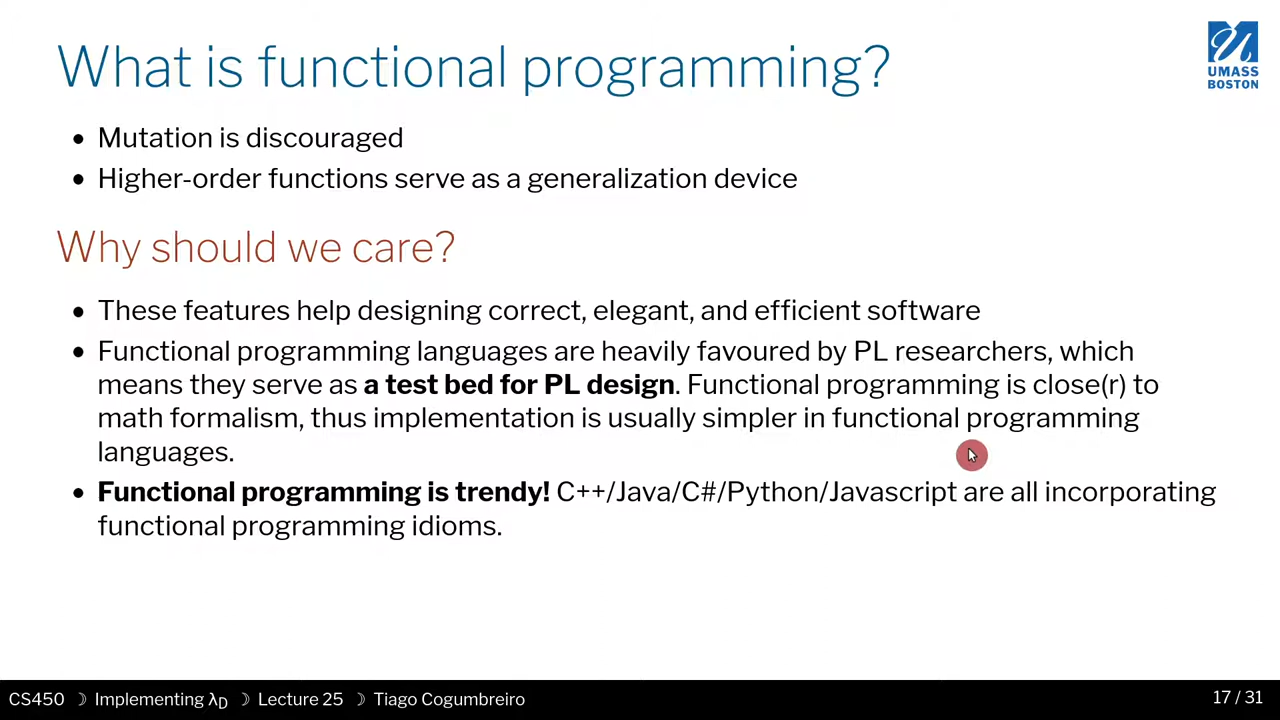 What is functional programming?
UMASS
BOSTON
• Mutation is discouraged
• Higher-order functions serve as a generalization device
Why should we care?
• These features help designing correct, elegant, and efficient software
• Functional programming languages are heavily favoured by PL researchers, which
means they serve as a test bed for PL design. Functional programming is close(r) to
math formalism, thus implementation is usually simpler in functional programming
languages.
• Functional programming is trendy! C++/Java/C#/Python/Javascript are all incorporating
functional programming idioms.
CS450 ☽ Implementing λD ☽ Lecture 25 ☽ Tiago Cogumbreiro
17 / 31